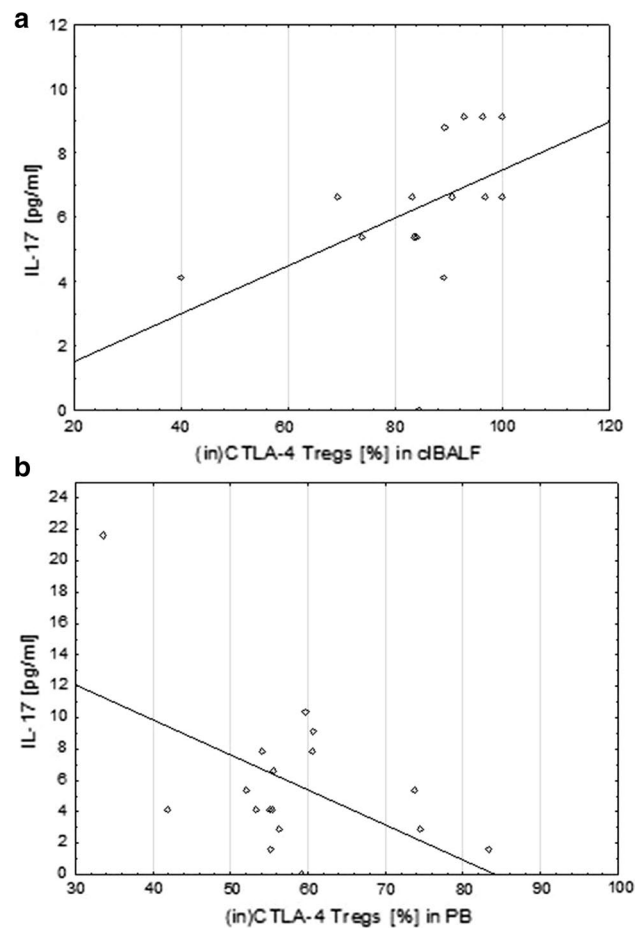 a
12
10
8
6
4
2
0
IL-17 [pg/ml]
20 40 60 80 100 120
(in)CTLA-4 Tregs [%] in clBALF
b
24
22
20
18
16
14
12
10
8
6
4
2
0
IL-17 [pg/ml]
30 40 50 60 70 80 90 100
(in)CTLA-4 Tregs [%] in PB